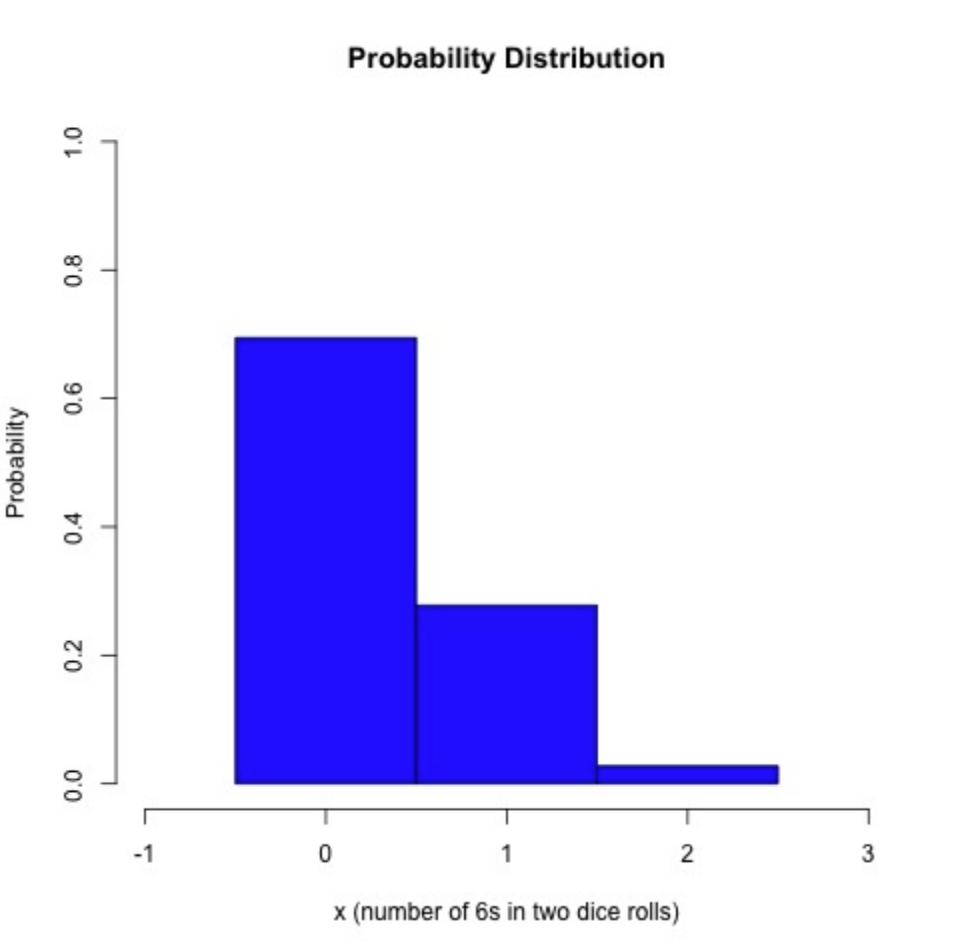 Probability Distribution
1.0
0.8
0.6
0.4
0.2
0.0
Probability
-1 0 1 2 3
x (number of 6s in two dice rolls)